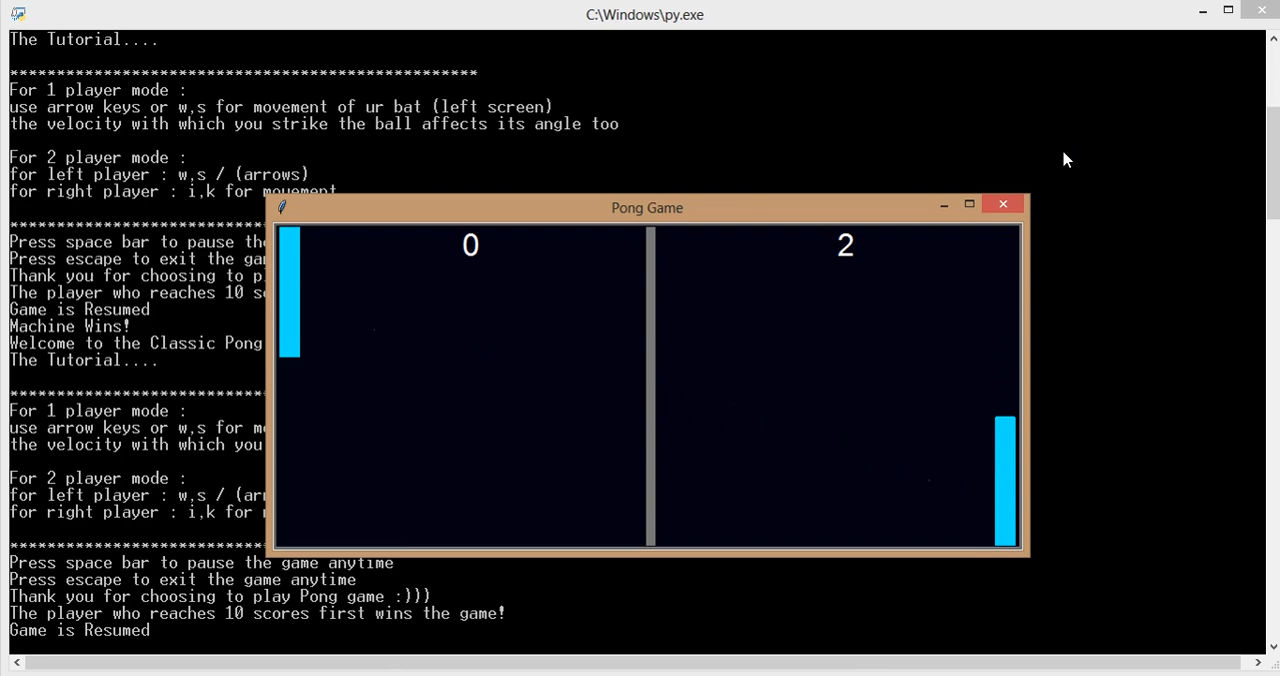 C:\Windows\py.exe
The Tutorial....
**************************************************
For 1 player mode :
use arrow keys or w,s for movement of ur bat (left screen)
the velocity with which you strike the ball affects its angle too
For 2 player mode :
for left player : w,s / (arrows)
for right player : i,k for movement
**************************
Press space bar to pause the
Press escape to exit the gam
Thank you for choosing to pl
The player who reaches 10 sc
Game is Resumed
Machine Wins!
Welcome to the Classic Pong
The Tutorial....
**************************
For 1 player mode :
use arrow keys or w,s for mo
the velocity with which you
For 2 player mode :
for left player : w,s / (arr
for right player : i,k for m
**************************
Press space bar to pause the game anytime
Press escape to exit the game anytime
Thank you for choosing to play Pong game :)))
The player who reaches 10 scores first wins the game!
Game is Resumed
Pong Game
0 2